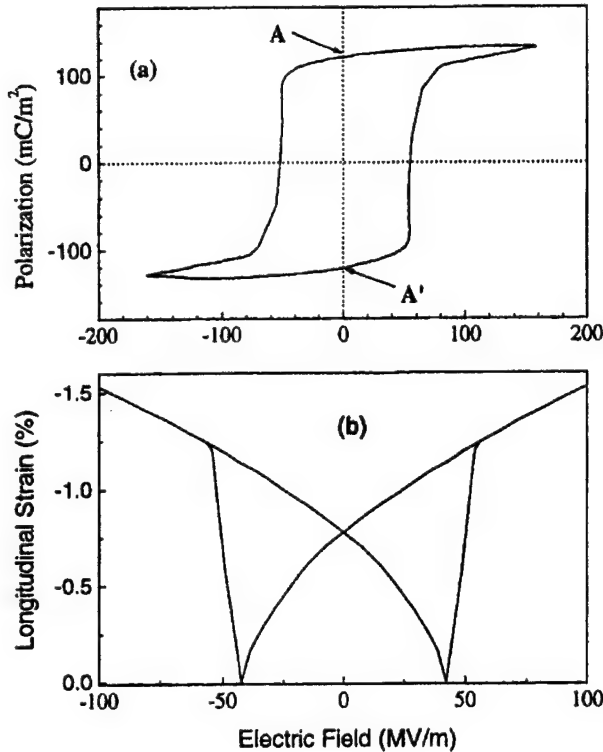 A
(a)
100
0
-100
Polarization (mC/m²)
A'
-200
-100
0
100
200
-1.5
(b)
-1.0
-0.5
0.0
Longitudinal Strain (%)
-100
-50
0
50
100
Electric Field (MV/m)